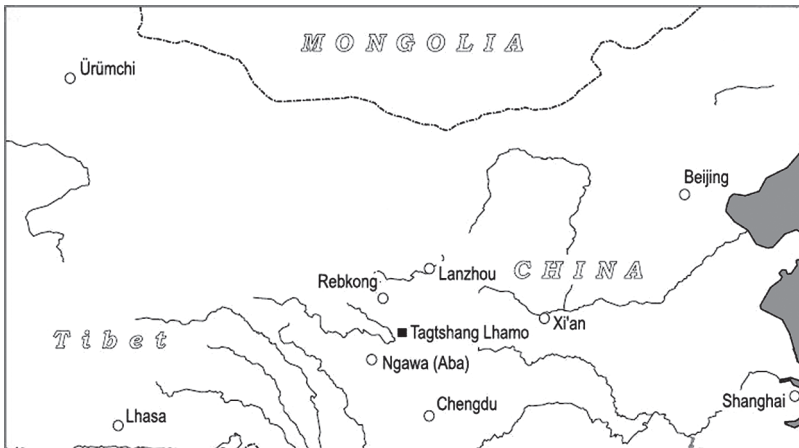 MONGOLIA
Ürümchi
Beijing
CHINA
Lanzhou
Rebkong
Xi'an
Tagtshang Lhamo
Tibet
Ngawa (Aba)
Shanghai
Chengdu
Lhasa